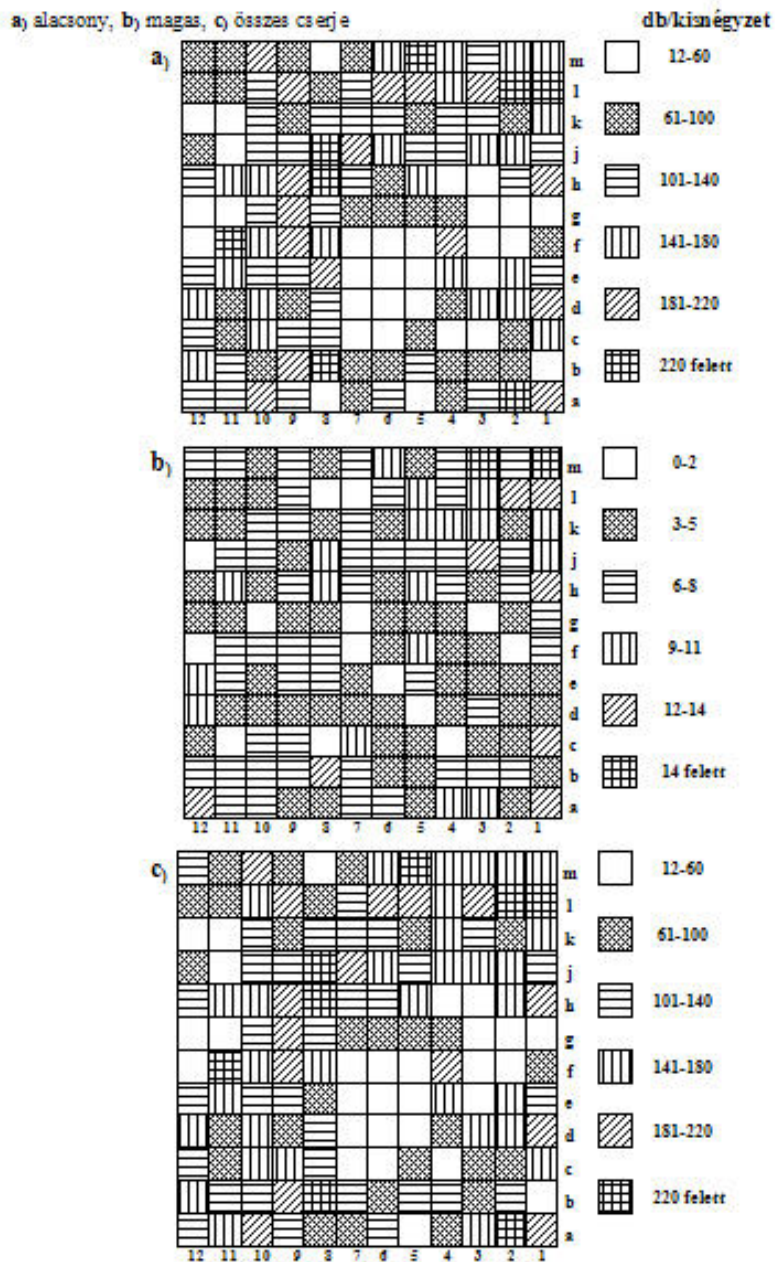 a) alacsony, b) magas, c) összes cserje db/kisnégyzet
a)
m 12-60
l
k 61-100
j
h 101-140
g
f 141-180
e
d 181-220
c
b 220 felett
a
12 11 10 9 8 7 6 5 4 3 2 1
b)
m 0-2
l
k 3-5
j
h 6-8
g
f 9-11
e
d 12-14
c
b 14 felett
a
12 11 10 9 8 7 6 5 4 3 2 1
c)
m 12-60
l
k 61-100
j
h 101-140
g
f 141-180
e
d 181-220
c
b 220 felett
a
12 11 10 9 8 7 6 5 4 3 2 1